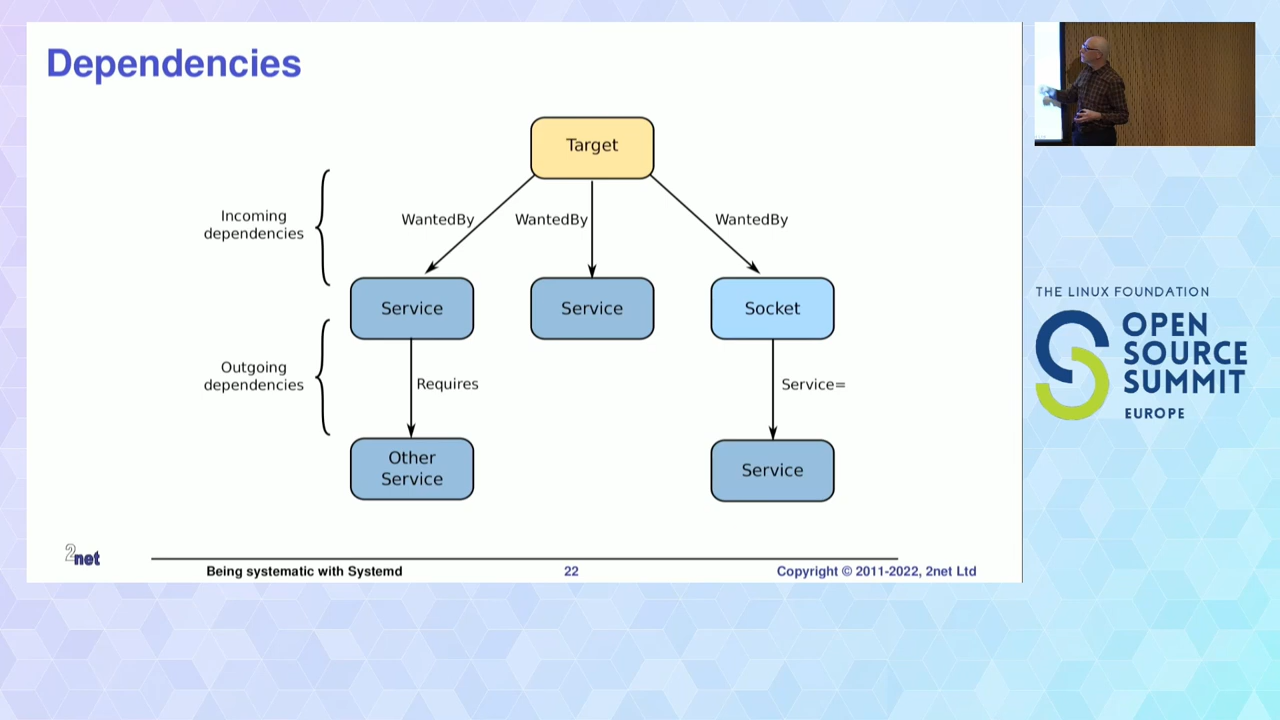 Dependencies
Target
Incoming
dependencies
WantedBy
WantedBy
WantedBy
Service
Service
Socket
Outgoing
dependencies
Requires
Service=
Other
Service
Service
2net
Being systematic with Systemd
22
Copyright © 2011-2022, 2net Ltd
THE LINUX FOUNDATION
OPEN
SOURCE
SUMMIT
EUROPE